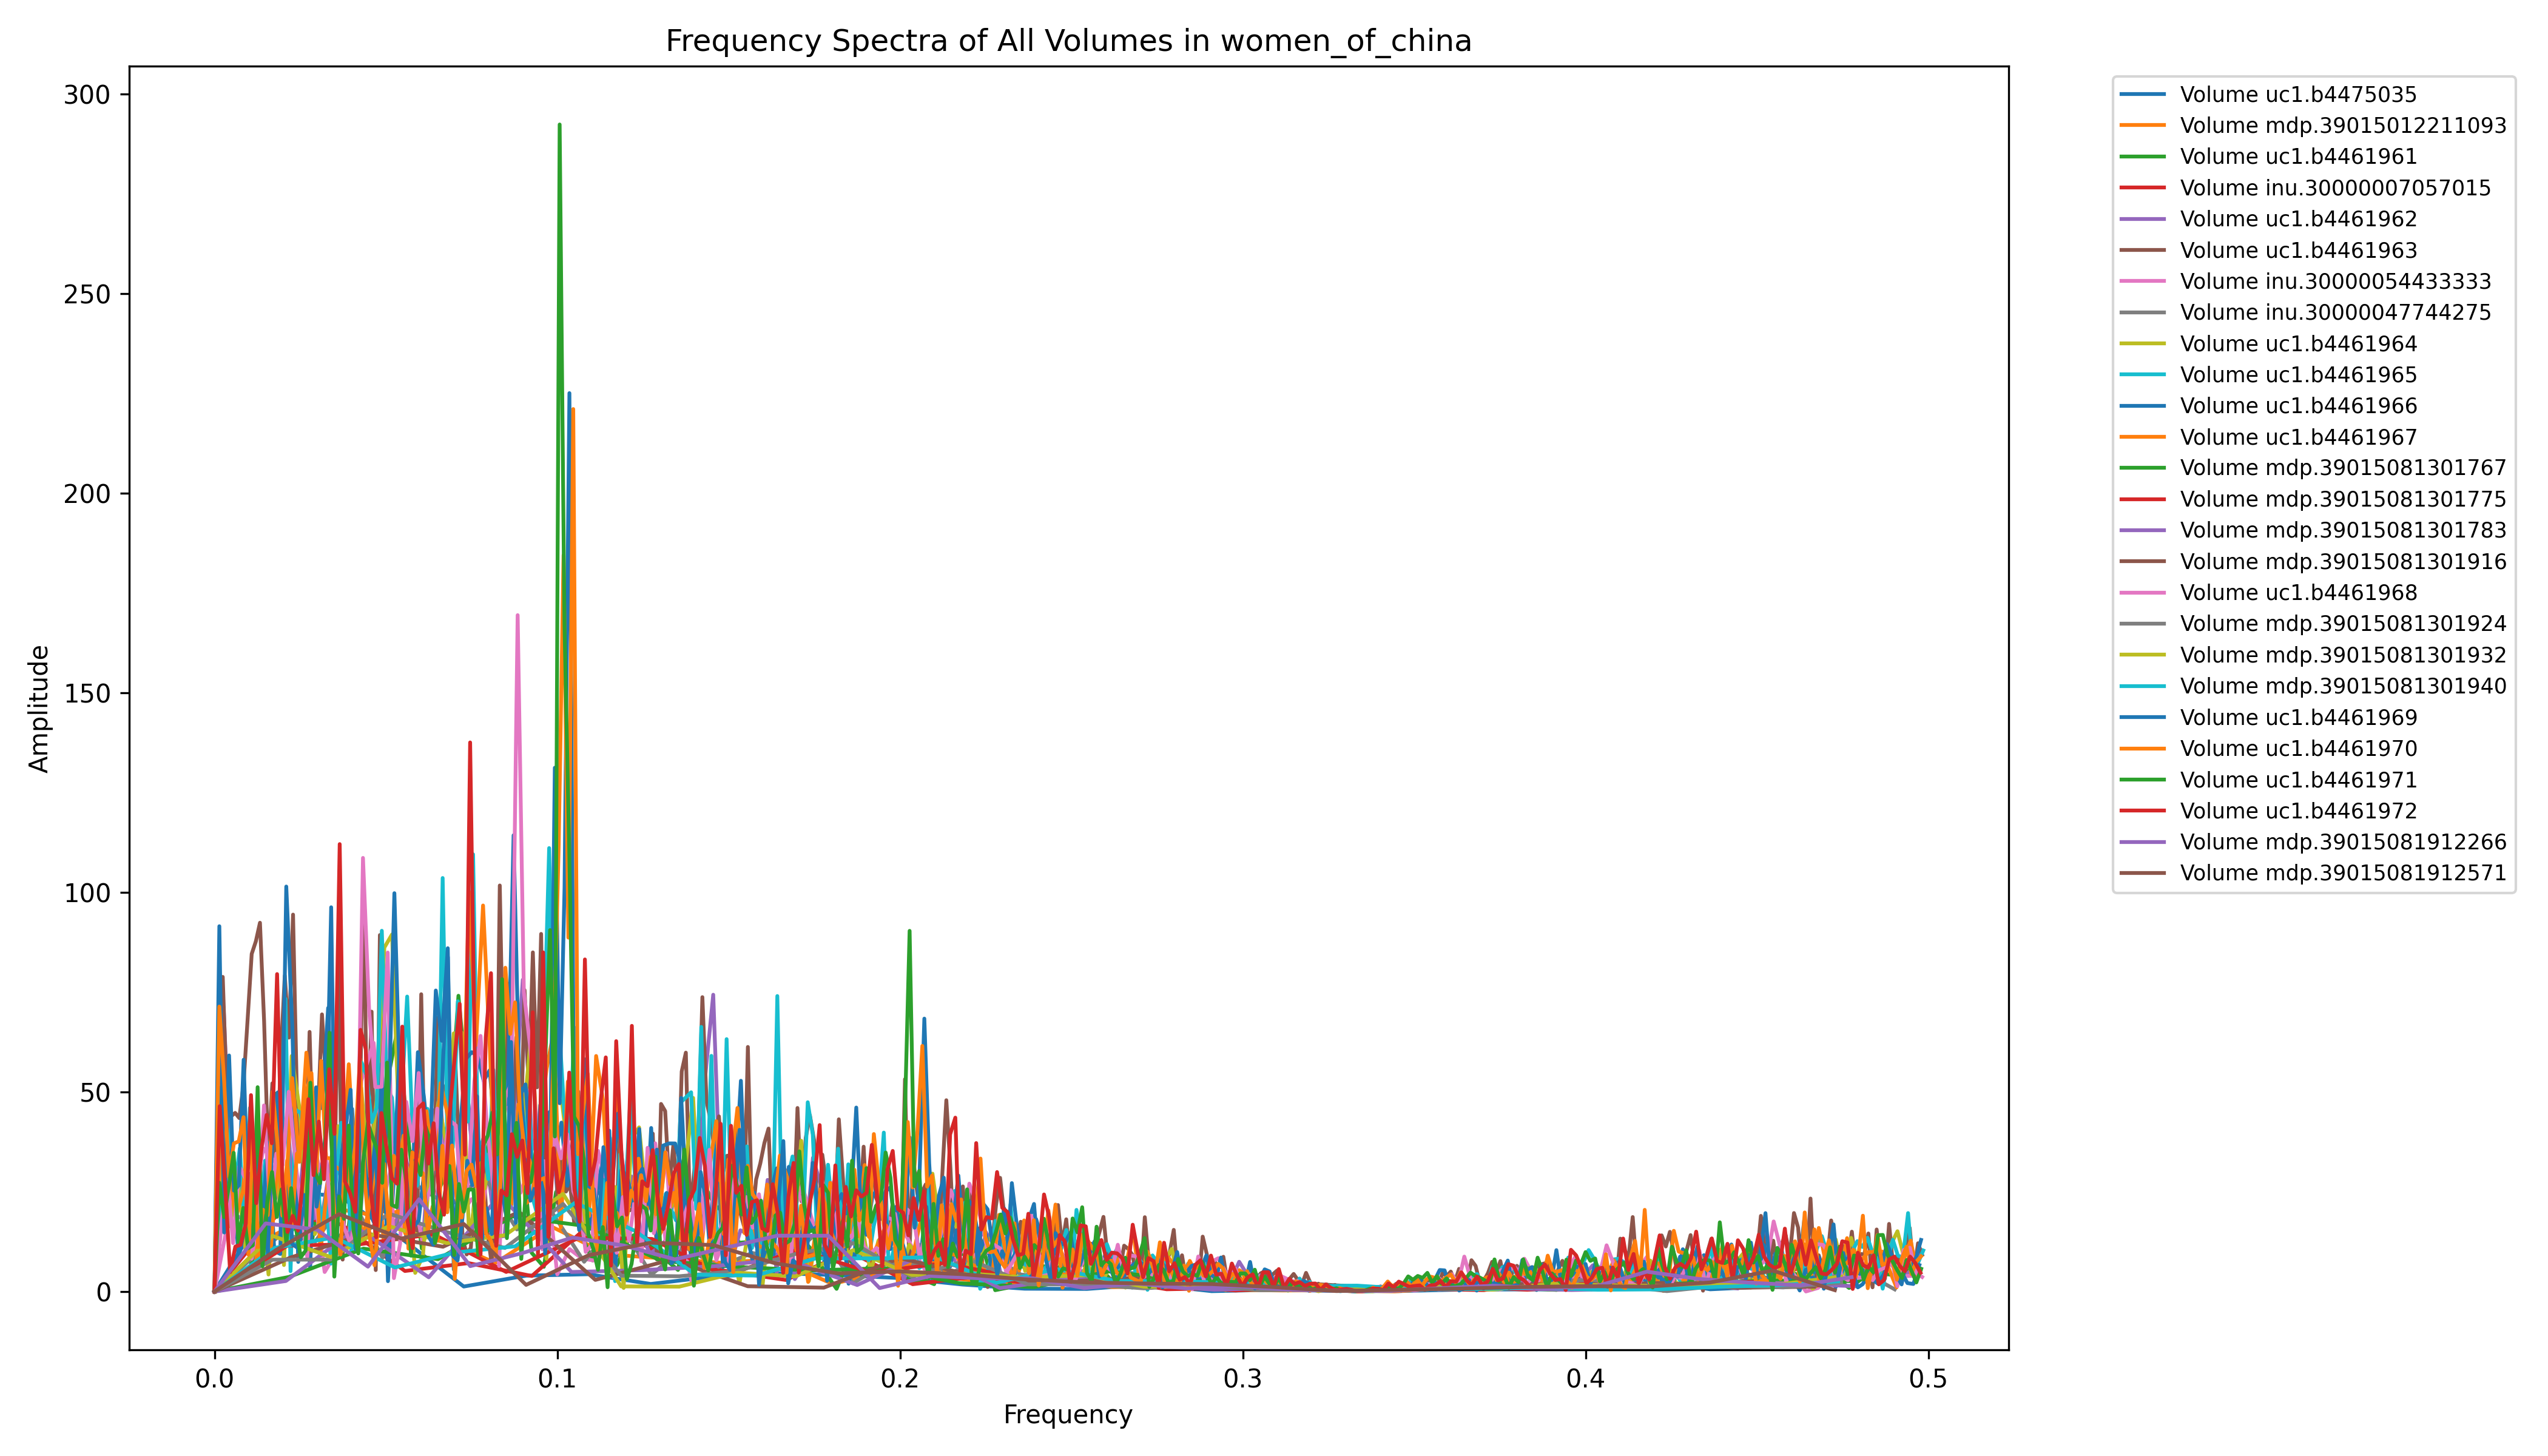 Frequency Spectra of All Volumes in women_of_china
300
250
200
150
100
50
0
Amplitude
0.0 0.1 0.2 0.3 0.4 0.5
Frequency
Volume uc1.b4475035
Volume mdp.39015012211093
Volume uc1.b4461961
Volume inu.30000007057015
Volume uc1.b4461962
Volume uc1.b4461963
Volume inu.30000054433333
Volume inu.30000047744275
Volume uc1.b4461964
Volume uc1.b4461965
Volume uc1.b4461966
Volume uc1.b4461967
Volume mdp.39015081301767
Volume mdp.39015081301775
Volume mdp.39015081301783
Volume mdp.39015081301916
Volume uc1.b4461968
Volume mdp.39015081301924
Volume mdp.39015081301932
Volume mdp.39015081301940
Volume uc1.b4461969
Volume uc1.b4461970
Volume uc1.b4461971
Volume uc1.b4461972
Volume mdp.39015081912266
Volume mdp.39015081912571